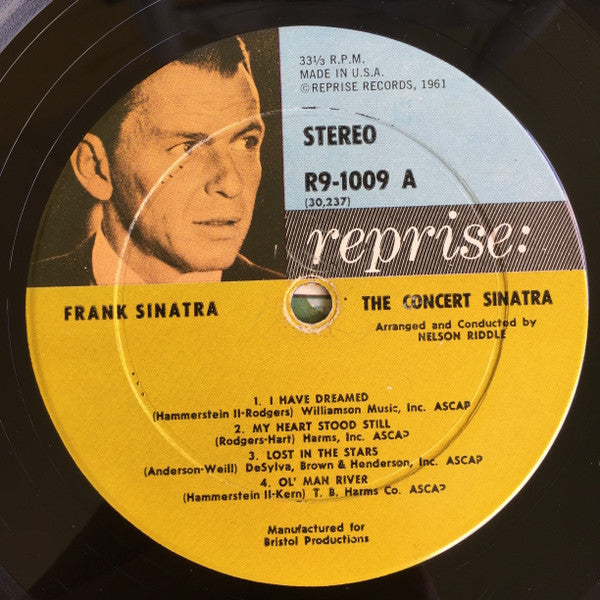 33⅓ R.P.M.
MADE IN U.S.A.
© REPRISE RECORDS, 1961
STEREO
R9-1009 A
(30,237)
reprise:
FRANK SINATRA
THE CONCERT SINATRA
Arranged and Conducted by
NELSON RIDDLE
1. I HAVE DREAMED
(Hammerstein II-Rodgers) Williamson Music, Inc. ASCAP
2. MY HEART STOOD STILL
(Rodgers-Hart) Harms, Inc. ASCAP
3. LOST IN THE STARS
(Anderson-Weill) DeSylva, Brown & Henderson, Inc. ASCAP
4. OL' MAN RIVER
(Hammerstein II-Kern) T. B. Harms Co. ASCAP
Manufactured for
Bristol Productions